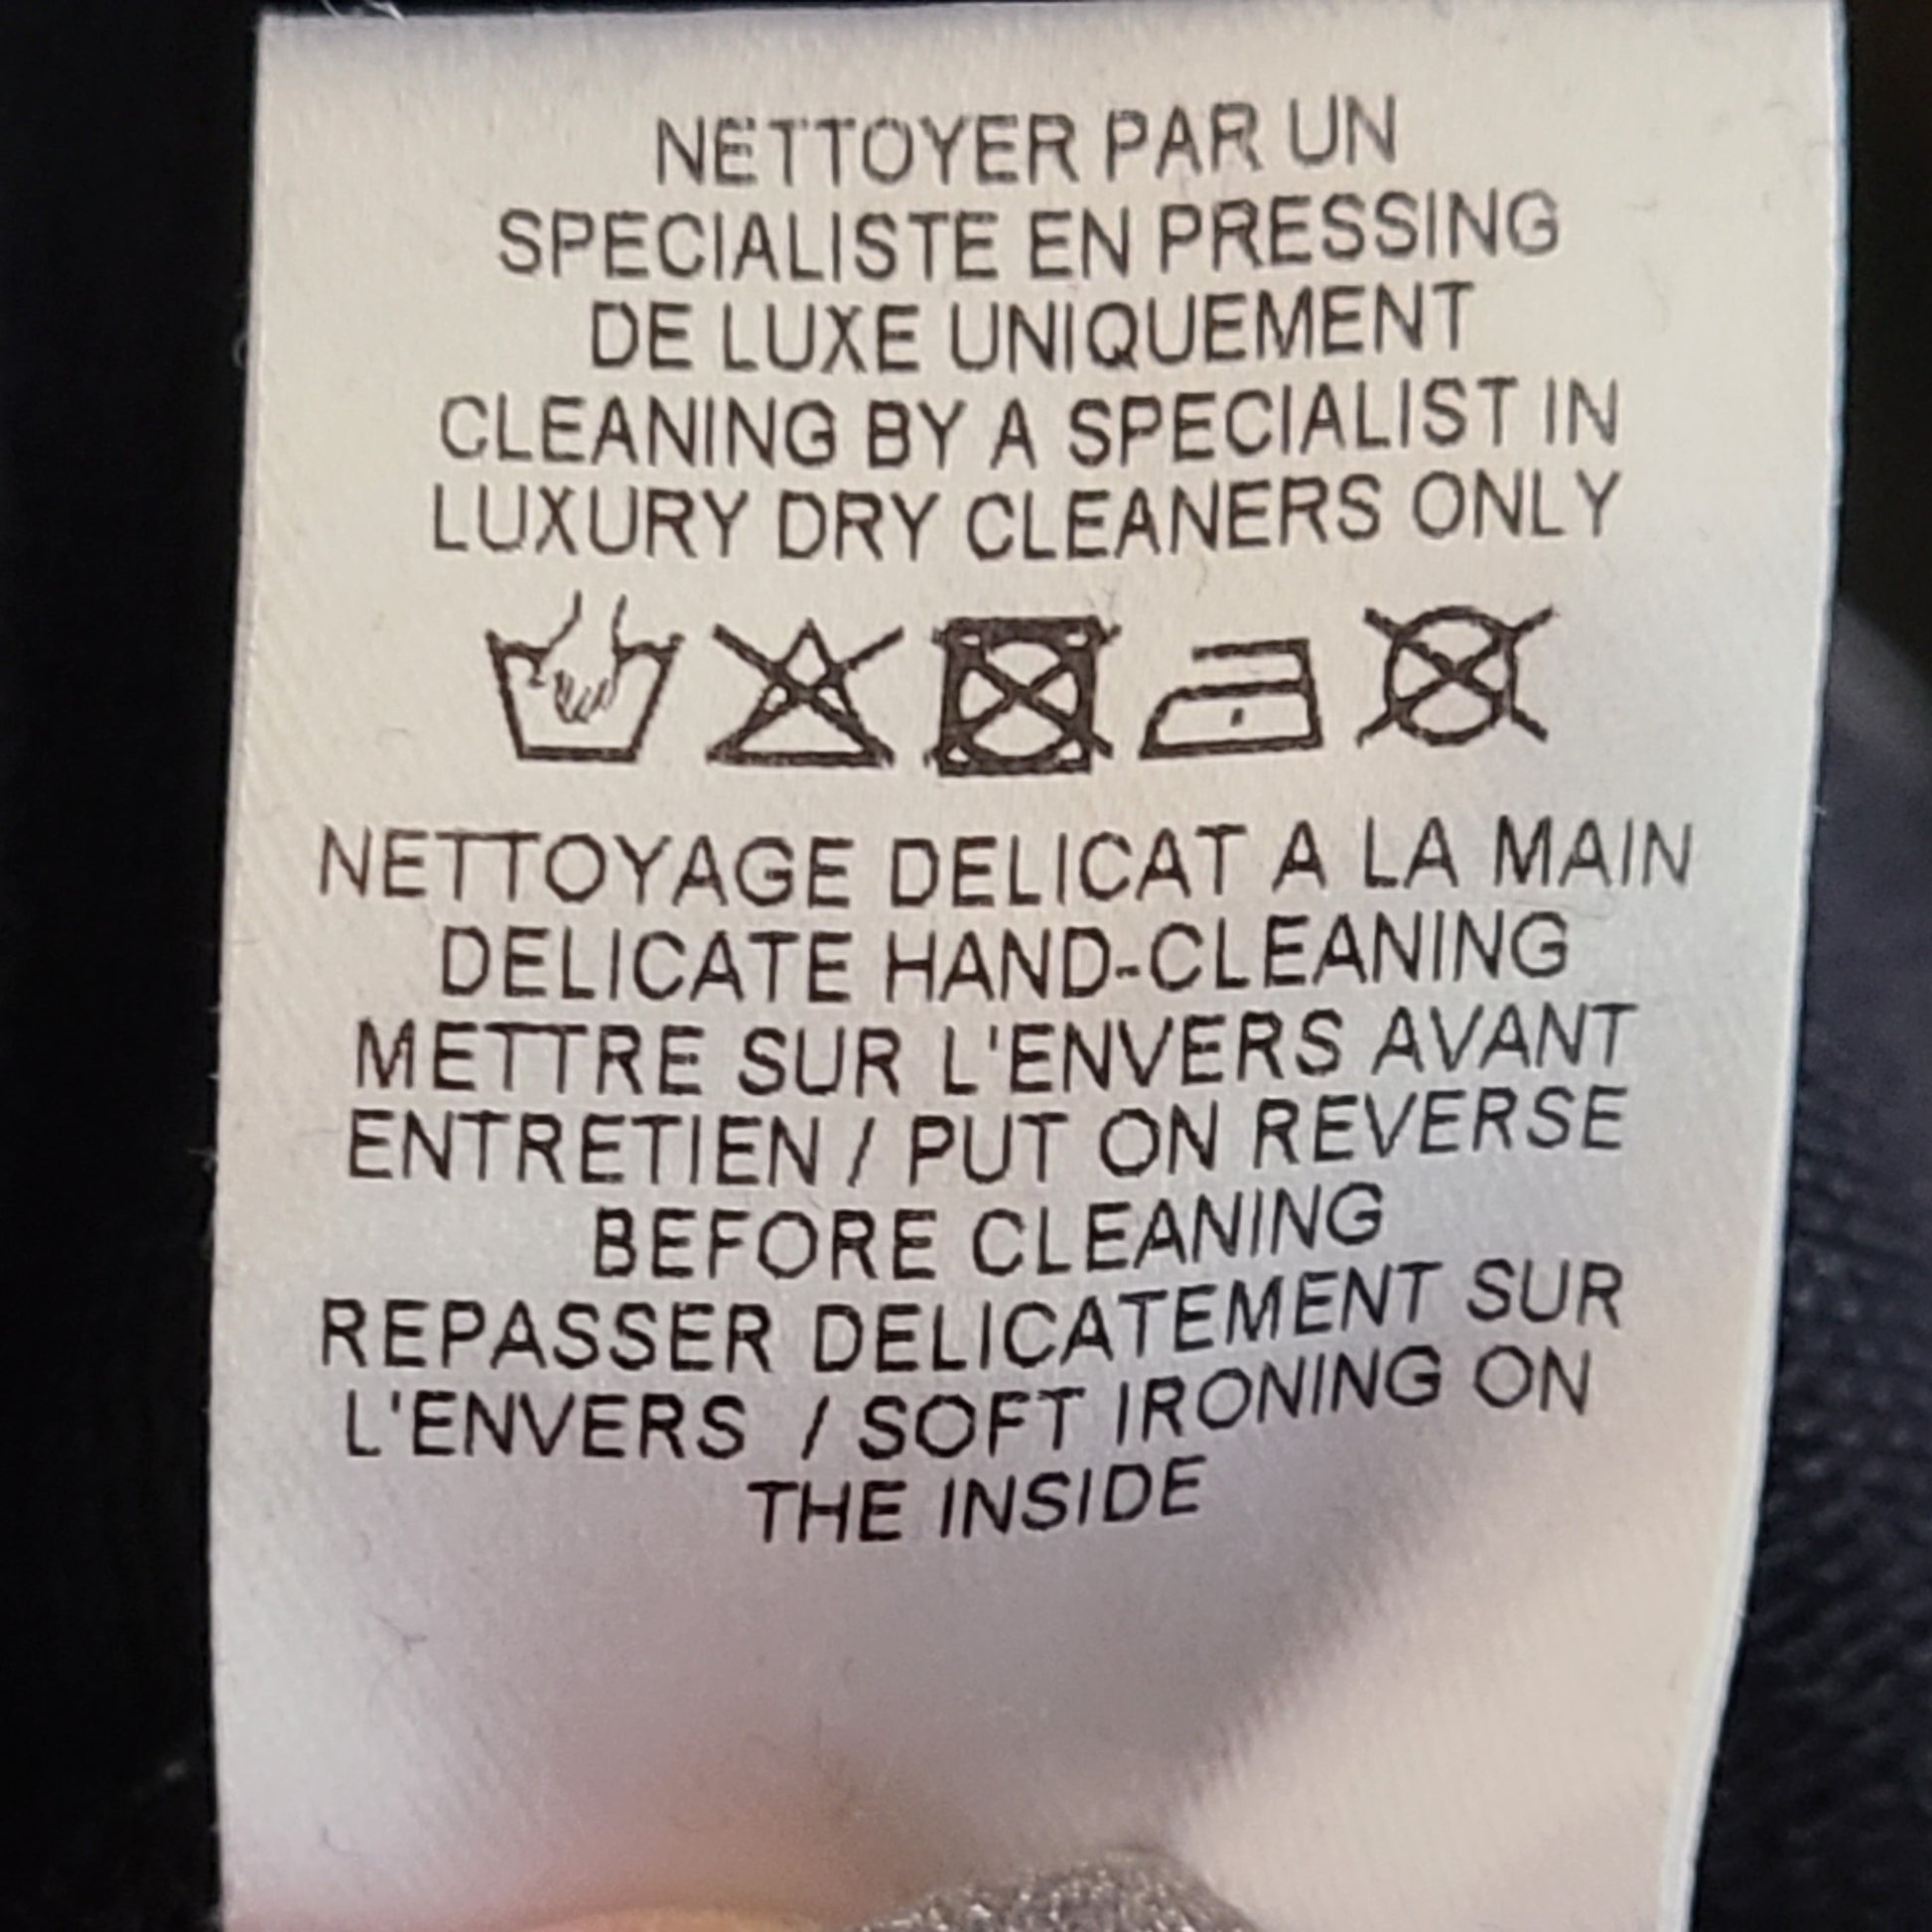 NETTOYER PAR UN
SPECIALISTE EN PRESSING
DE LUXE UNIQUEMENT
CLEANING BY A SPECIALIST IN
LUXURY DRY CLEANERS ONLY
NETTOYAGE DELICAT A LA MAIN
DELICATE HAND-CLEANING
METTRE SUR L'ENVERS AVANT
ENTRETIEN / PUT ON REVERSE
BEFORE CLEANING
REPASSER DELICATEMENT SUR
L'ENVERS / SOFT IRONING ON
THE INSIDE